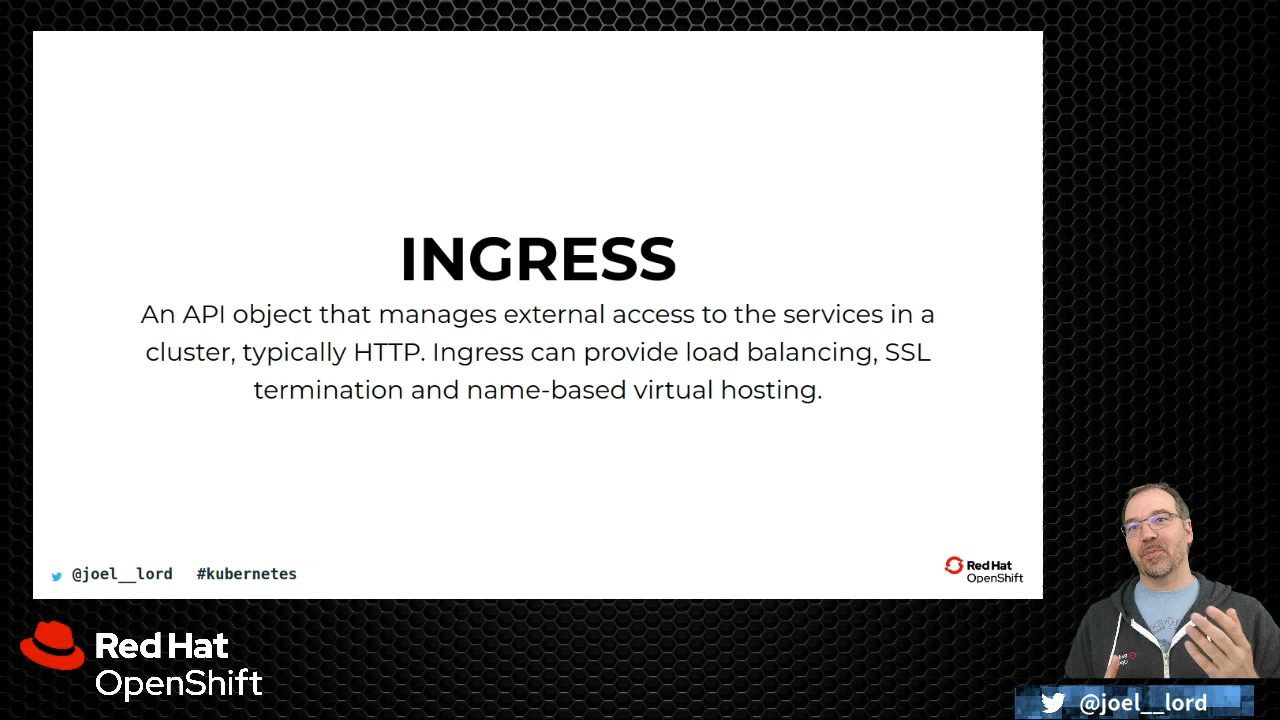 INGRESS
An API object that manages external access to the services in a
cluster, typically HTTP. Ingress can provide load balancing, SSL
termination and name-based virtual hosting.
@joel__lord #kubernetes
Red Hat
OpenShift
Red Hat
OpenShift
@joel__lord